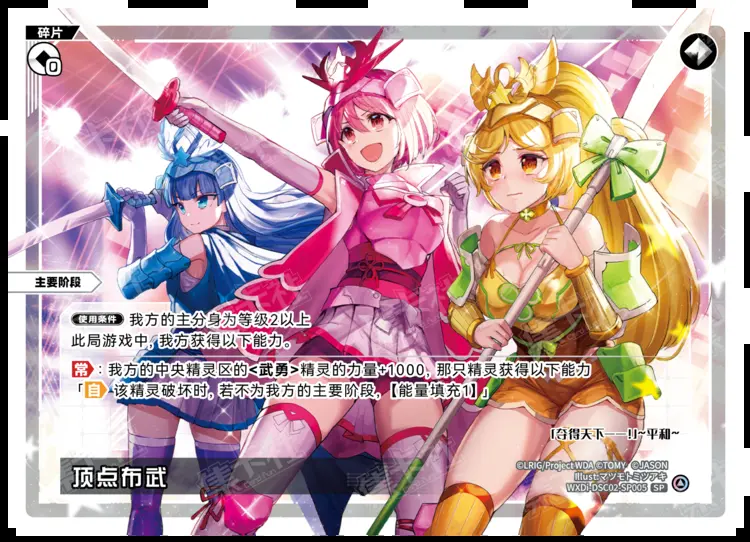 碎片
0
主要阶段
使用条件 我方的主分身为等级2以上
此局游戏中, 我方获得以下能力。
常:我方的中央精灵区的<武勇>精灵的力量+1000, 那只精灵获得以下能力
「自 该精灵破坏时, 若不为我方的主要阶段,【能量填充1】」
「夺得天下——!」~平和~
顶点布武
©LRIG/Project WDA ©TOMY, ©JASON
Illust:マツモトミツアキ
WXDi-DSC02-SP005 SP